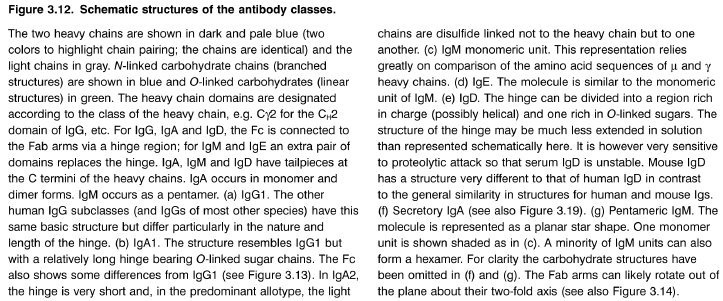 Figure 3.12. Schematic structures of the antibody classes.
The two heavy chains are shown in dark and pale blue (two
colors to highlight chain pairing; the chains are identical) and the
light chains in gray. N-linked carbohydrate chains (branched
structures) are shown in blue and O-linked carbohydrates (linear
structures) in green. The heavy chain domains are designated
according to the class of the heavy chain, e.g. Cγ2 for the CH2
domain of IgG, etc. For IgG, IgA and IgD, the Fc is connected to
the Fab arms via a hinge region; for IgM and IgE an extra pair of
domains replaces the hinge. IgA, IgM and IgD have tailpieces at
the C termini of the heavy chains. IgA occurs in monomer and
dimer forms. IgM occurs as a pentamer. (a) IgG1. The other
human IgG subclasses (and IgGs of most other species) have this
same basic structure but differ particularly in the nature and
length of the hinge. (b) IgA1. The structure resembles IgG1 but
with a relatively long hinge bearing O-linked sugar chains. The Fc
also shows some differences from IgG1 (see Figure 3.13). In IgA2,
the hinge is very short and, in the predominant allotype, the light
chains are disulfide linked not to the heavy chain but to one
another. (c) IgM monomeric unit. This representation relies
greatly on comparison of the amino acid sequences of μ and γ
heavy chains. (d) IgE. The molecule is similar to the monomeric
unit of IgM. (e) IgD. The hinge can be divided into a region rich
in charge (possibly helical) and one rich in O-linked sugars. The
structure of the hinge may be much less extended in solution
than represented schematically here. It is however very sensitive
to proteolytic attack so that serum IgD is unstable. Mouse IgD
has a structure very different to that of human IgD in contrast
to the general similarity in structures for human and mouse Igs.
(f) Secretory IgA (see also Figure 3.19). (g) Pentameric IgM. The
molecule is represented as a planar star shape. One monomer
unit is shown shaded as in (c). A minority of IgM units can also
form a hexamer. For clarity the carbohydrate structures have
been omitted in (f) and (g). The Fab arms can likely rotate out of
the plane about their two-fold axis (see also Figure 3.14).